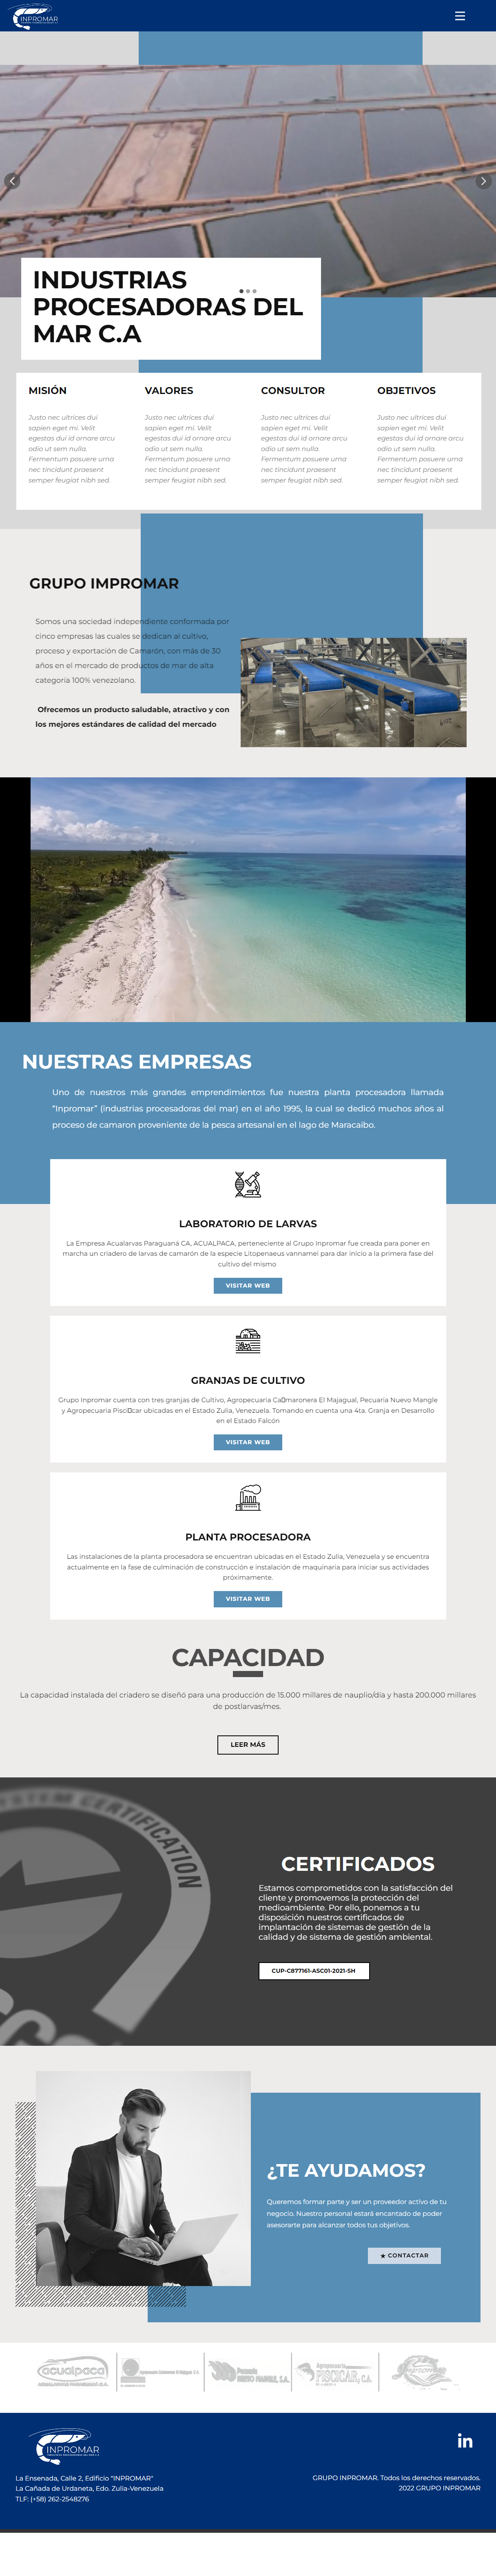 INPROMAR
INDUSTRIAS
PROCESADORAS DEL
MAR C.A
MISIÓN
Justo nec ultrices dui
sapien eget mi. Velit
egestas dui id ornare arcu
odio ut sem nulla.
Fermentum posuere urna
nec tincidunt praesent
semper feugiat nibh sed.
VALORES
Justo nec ultrices dui
sapien eget mi. Velit
egestas dui id ornare arcu
odio ut sem nulla.
Fermentum posuere urna
nec tincidunt praesent
semper feugiat nibh sed.
CONSULTOR
Justo nec ultrices dui
sapien eget mi. Velit
egestas dui id ornare arcu
odio ut sem nulla.
Fermentum posuere urna
nec tincidunt praesent
semper feugiat nibh sed.
OBJETIVOS
Justo nec ultrices dui
sapien eget mi. Velit
egestas dui id ornare arcu
odio ut sem nulla.
Fermentum posuere urna
nec tincidunt praesent
semper feugiat nibh sed.
GRUPO IMPROMAR
Somos una sociedad independiente conformada por
cinco empresas las cuales se dedican al cultivo,
proceso y exportación de Camarón, con más de 30
años en el mercado de productos de mar de alta
categoría 100% venezolano.
Ofrecemos un producto saludable, atractivo y con
los mejores estándares de calidad del mercado
NUESTRAS EMPRESAS
Uno de nuestros más grandes emprendimientos fue nuestra planta procesadora llamada
"Inpromar" (industrias procesadoras del mar) en el año 1995, la cual se dedicó muchos años al
proceso de camaron proveniente de la pesca artesanal en el lago de Maracaibo.
LABORATORIO DE LARVAS
La Empresa Acualarvas Paraguaná CA, ACUALPACA, perteneciente al Grupo Inpromar fue creada para poner en
marcha un criadero de larvas de camarón de la especie Litopenaeus vannamei para dar inicio a la primera fase del
cultivo del mismo
VISITAR WEB
GRANJAS DE CULTIVO
Grupo Inpromar cuenta con tres granjas de Cultivo, Agropecuaria Ca▯maronera El Majagual, Pecuaria Nuevo Mangle
y Agropecuaria Pisci▯car ubicadas en el Estado Zulia, Venezuela. Tomando en cuenta una 4ta. Granja en Desarrollo
en el Estado Falcón
VISITAR WEB
PLANTA PROCESADORA
Las instalaciones de la planta procesadora se encuentran ubicadas en el Estado Zulia, Venezuela y se encuentra
actualmente en la fase de culminación de construcción e instalación de maquinaria para iniciar sus actividades
próximamente.
VISITAR WEB
CAPACIDAD
La capacidad instalada del criadero se diseñó para una producción de 15.000 millares de nauplio/dia y hasta 200.000 millares
de postlarvas/mes.
LEER MÁS
SYSTEM CERTIFICATION
CERTIFICADOS
Estamos comprometidos con la satisfacción del
cliente y promovemos la protección del
medioambiente. Por ello, ponemos a tu
disposición nuestros certificados de
implantación de sistemas de gestión de la
calidad y de sistema de gestión ambiental.
CUP-C877161-ASC01-2021-SH
¿TE AYUDAMOS?
Queremos formar parte y ser un proveedor activo de tu
negocio. Nuestro personal estará encantado de poder
asesorarte para alcanzar todos tus objetivos.
★ CONTACTAR
acualpaca
PISCICAR, C.A.
INPROMAR
La Ensenada, Calle 2, Edificio "INPROMAR"
La Cañada de Urdaneta, Edo. Zulia-Venezuela
TLF: (+58) 262-2548276
in
GRUPO INPROMAR. Todos los derechos reservados.
2022 GRUPO INPROMAR